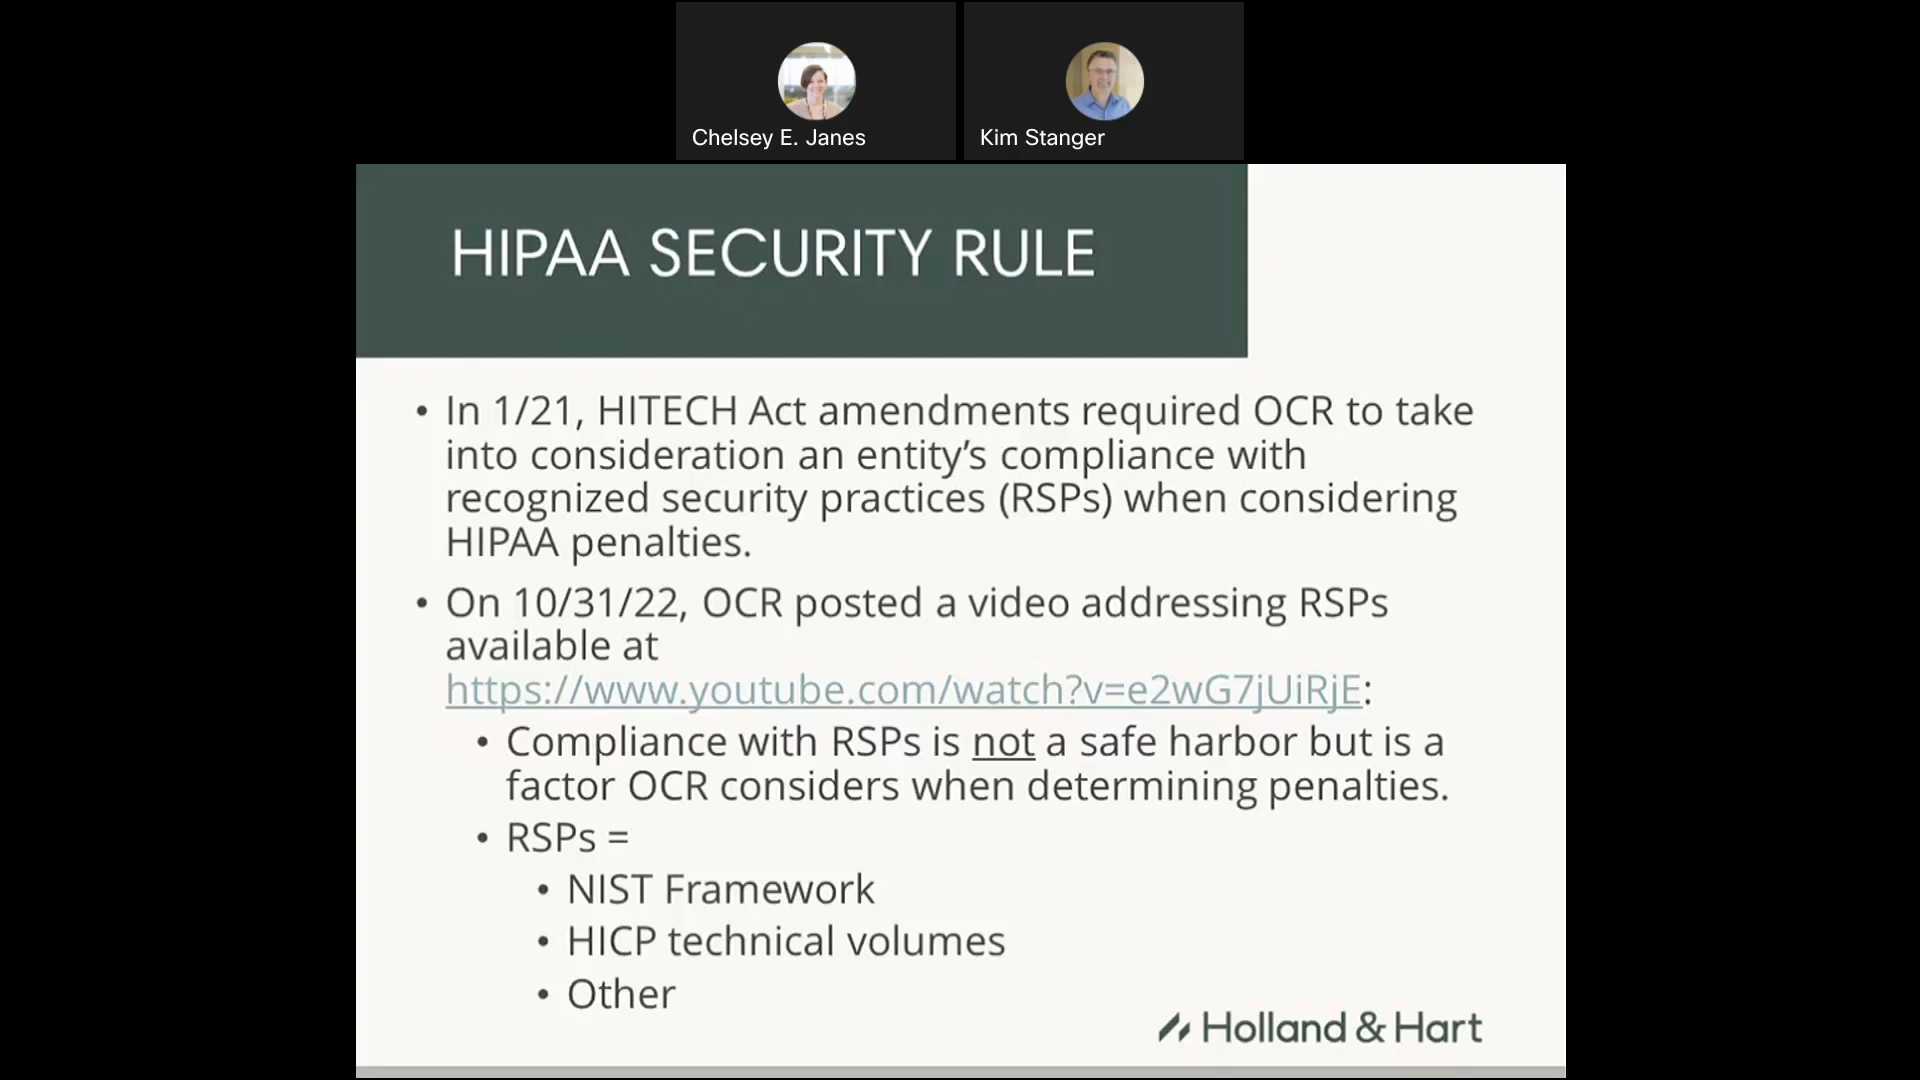 Chelsey E. Janes
Kim Stanger
HIPAA SECURITY RULE
• In 1/21, HITECH Act amendments required OCR to take
into consideration an entity’s compliance with
recognized security practices (RSPs) when considering
HIPAA penalties.
• On 10/31/22, OCR posted a video addressing RSPs
available at
https://www.youtube.com/watch?v=e2wG7jUiRjE:
• Compliance with RSPs is not a safe harbor but is a
factor OCR considers when determining penalties.
• RSPs =
• NIST Framework
• HICP technical volumes
• Other
Holland & Hart